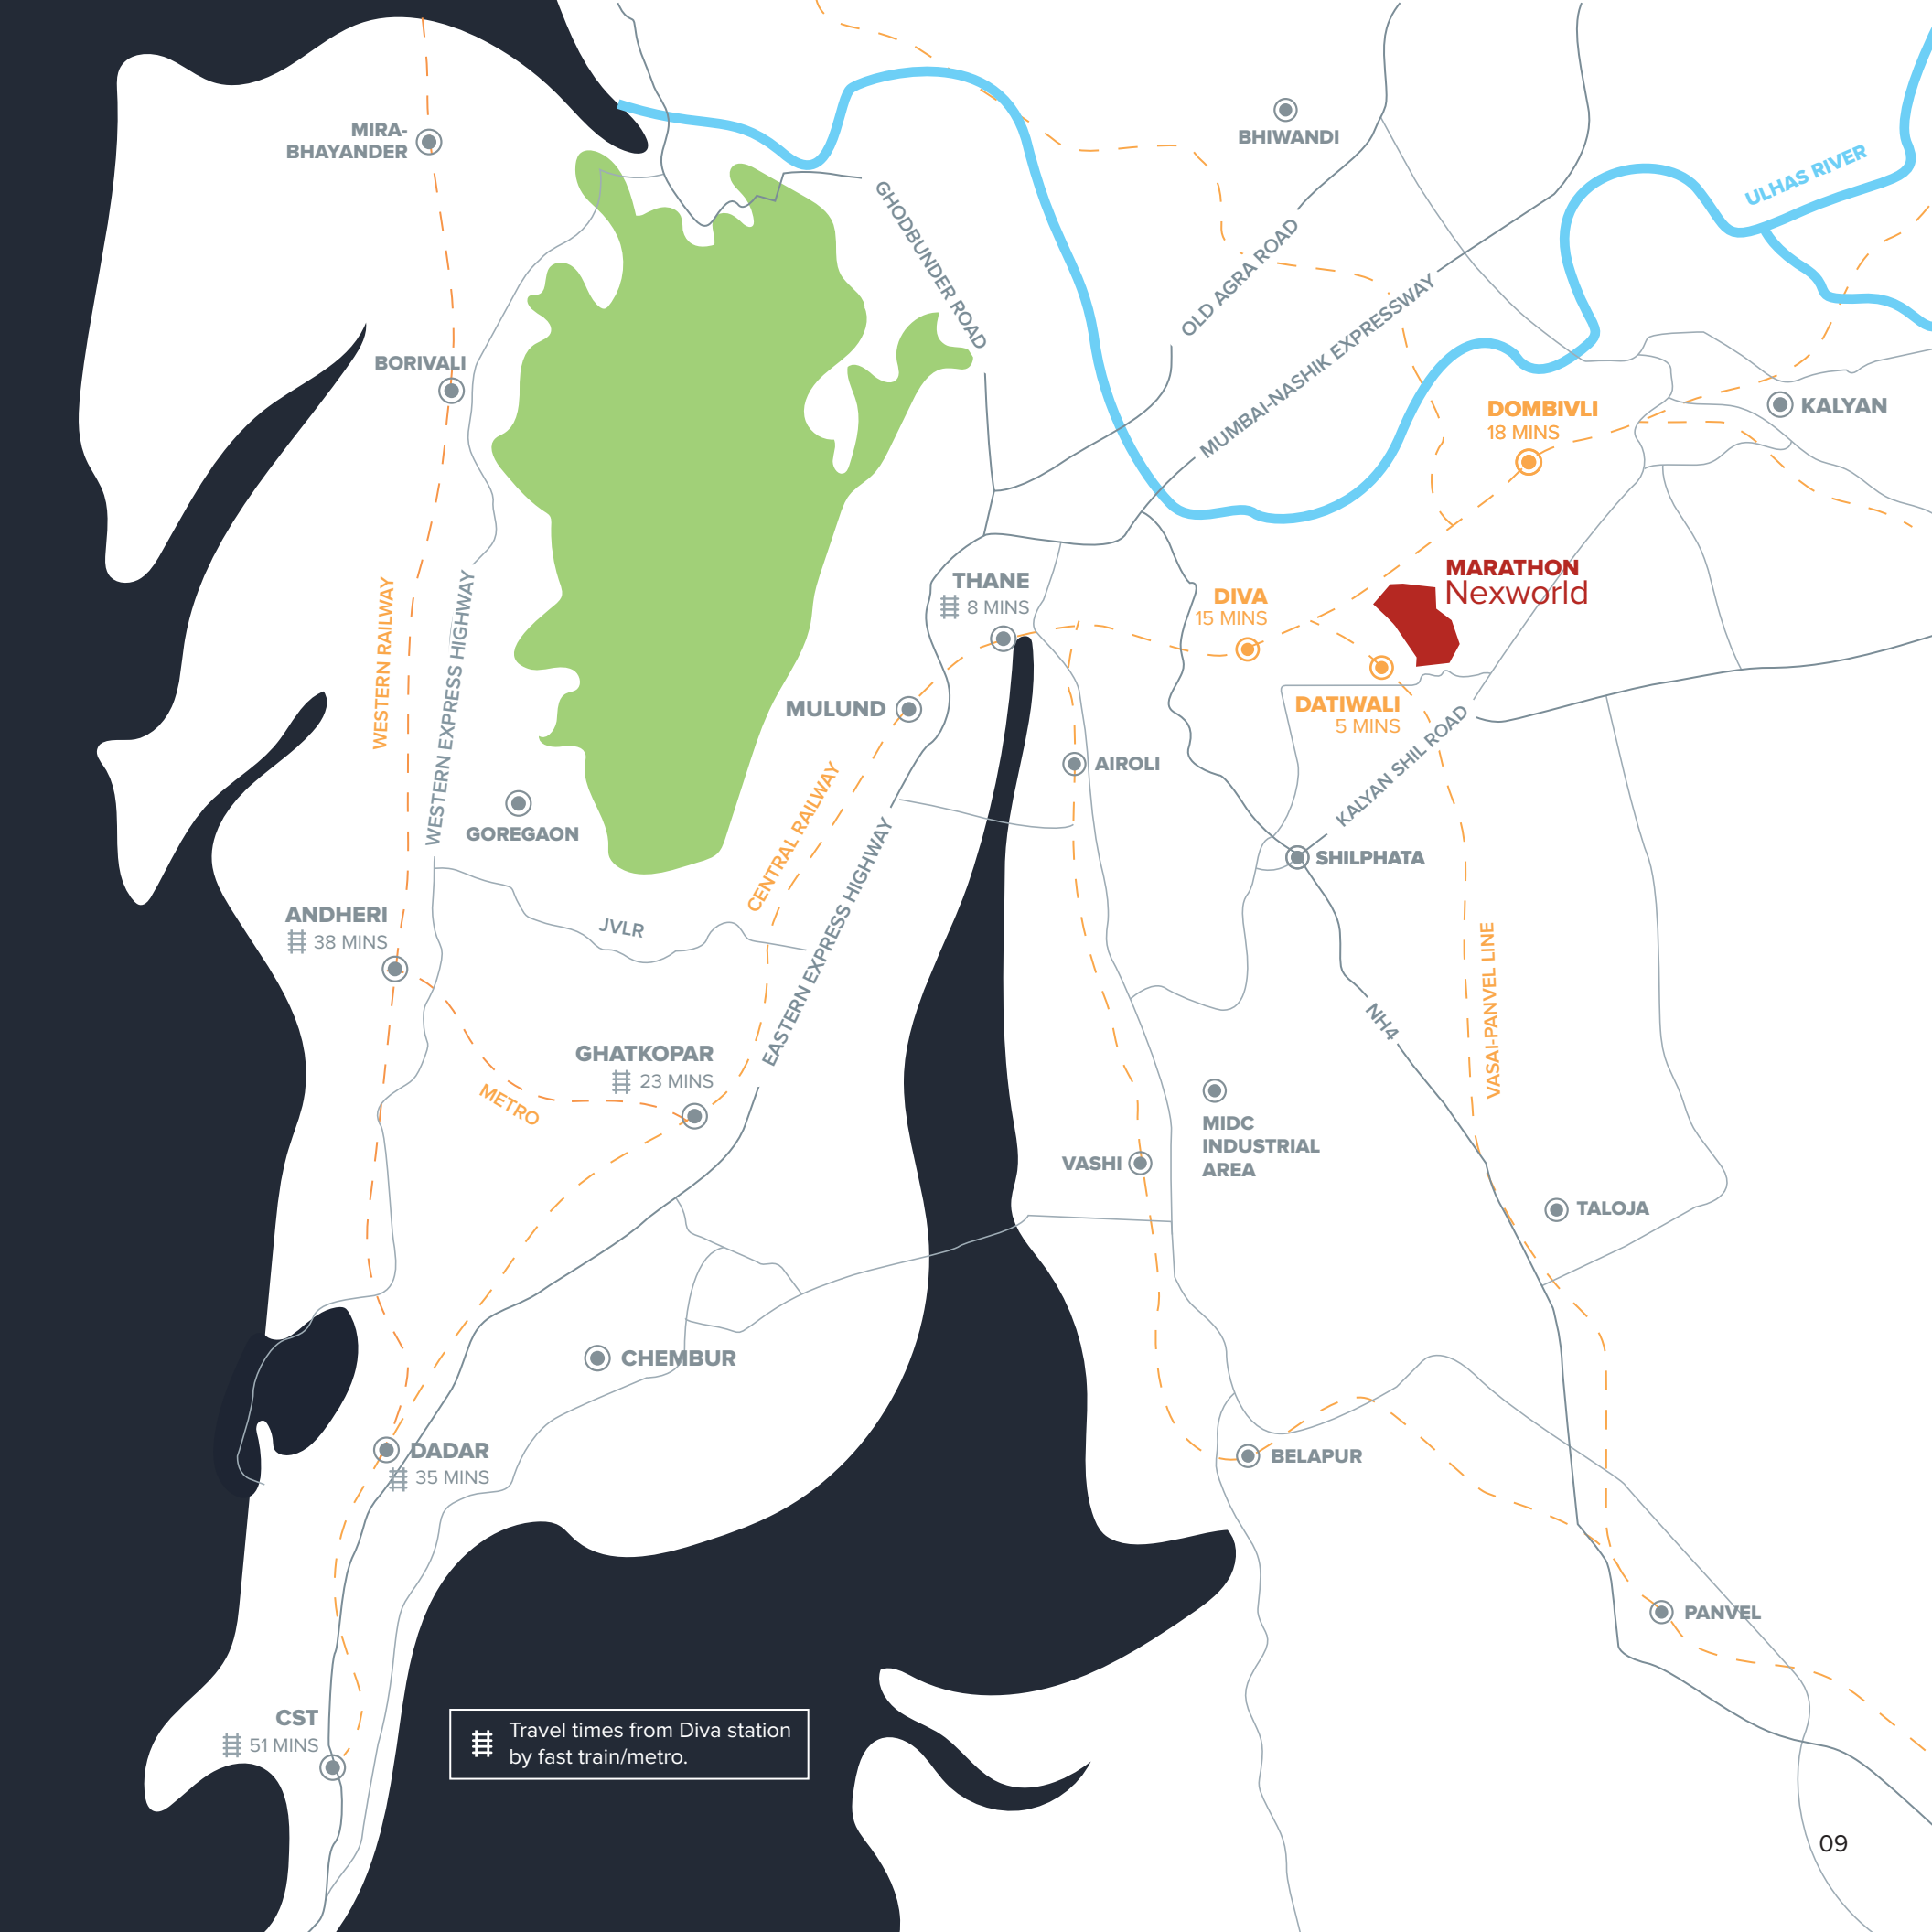 MIRA-
BHAYANDER
BHIWANDI
ULHAS RIVER
GHODBUNDER ROAD
OLD AGRA ROAD
MUMBAI-NASHIK EXPRESSWAY
BORIVALI
DOMBIVLI
18 MINS
KALYAN
WESTERN RAILWAY
WESTERN EXPRESS HIGHWAY
THANE
8 MINS
DIVA
15 MINS
MARATHON
Nexworld
DATIWALI
5 MINS
MULUND
AIROLI
KALYAN SHIL ROAD
GOREGAON
CENTRAL RAILWAY
EASTERN EXPRESS HIGHWAY
SHILPHATA
ANDHERI
38 MINS
JVLR
NH4
VASAI-PANVEL LINE
GHATKOPAR
23 MINS
METRO
MIDC
INDUSTRIAL
AREA
VASHI
TALOJA
CHEMBUR
DADAR
35 MINS
BELAPUR
PANVEL
CST
51 MINS
Travel times from Diva station
by fast train/metro.
09